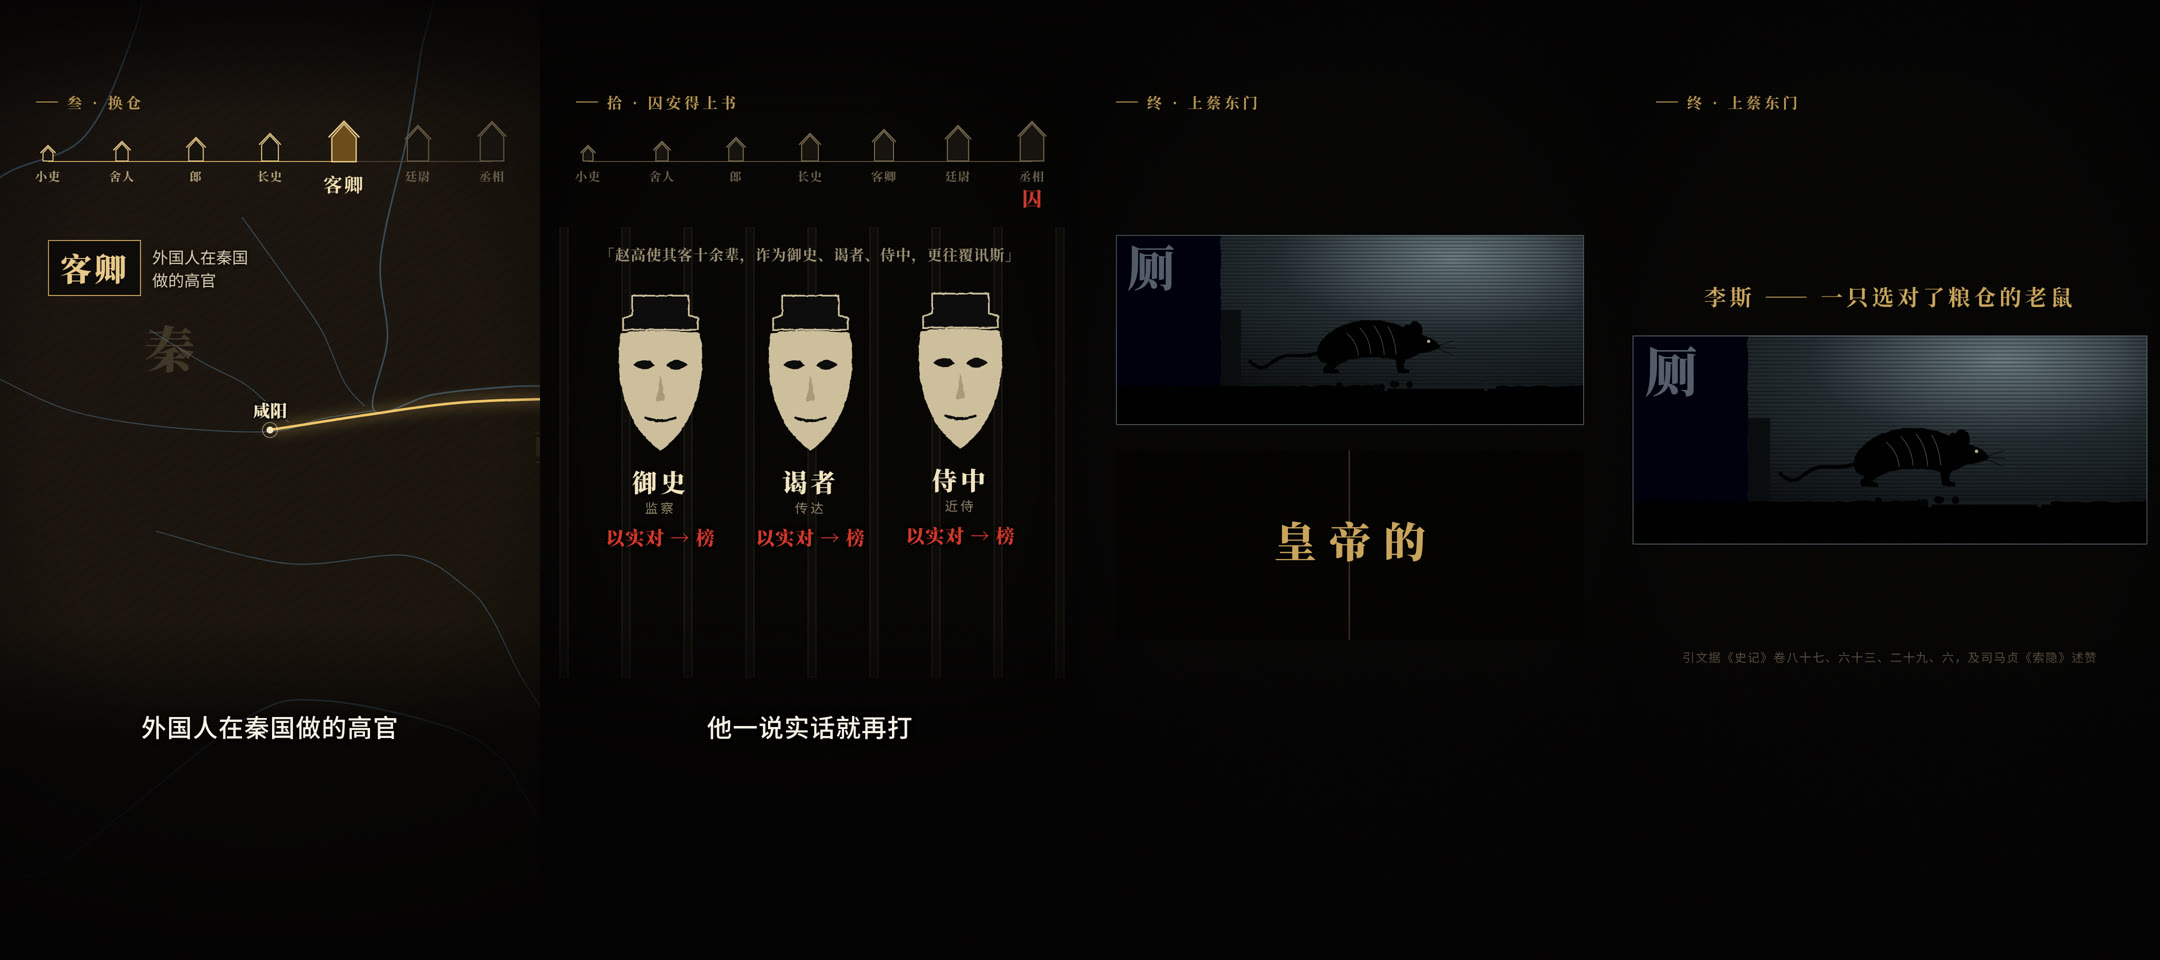 叁 · 换仓
小吏 舍人 郎 长史 客卿 廷尉 丞相
客卿
外国人在秦国
做的高官
秦
咸阳
外国人在秦国做的高官
拾 · 囚安得上书
小吏 舍人 郎 长史 客卿 廷尉 丞相
囚
「赵高使其客十余辈，诈为御史、谒者、侍中，更往覆讯斯」
御史 谒者 侍中
监察 传达 近侍
以实对→榜 以实对→榜 以实对→榜
他一说实话就再打
终 · 上蔡东门
厕
皇帝的
终 · 上蔡东门
李斯 —— 一只选对了粮仓的老鼠
厕
引文据《史记》卷八十七、六十三、二十九、六，及司马贞《索隐》述赞